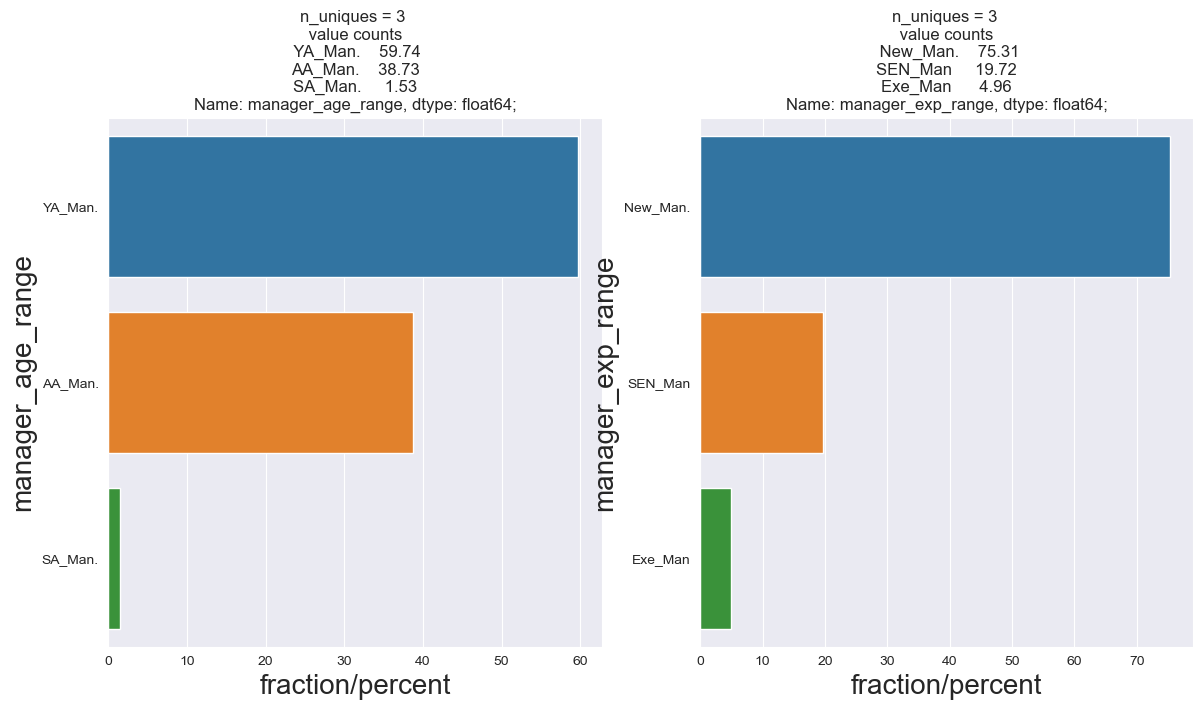 n_uniques = 3
value counts
YA_Man.    59.74
AA_Man.    38.73
SA_Man.     1.53
Name: manager_age_range, dtype: float64;
manager_age_range
YA_Man.
AA_Man.
SA_Man.
0 10 20 30 40 50 60
fraction/percent
n_uniques = 3
value counts
New_Man.    75.31
SEN_Man     19.72
Exe_Man      4.96
Name: manager_exp_range, dtype: float64;
manager_exp_range
New_Man.
SEN_Man
Exe_Man
0 10 20 30 40 50 60 70
fraction/percent